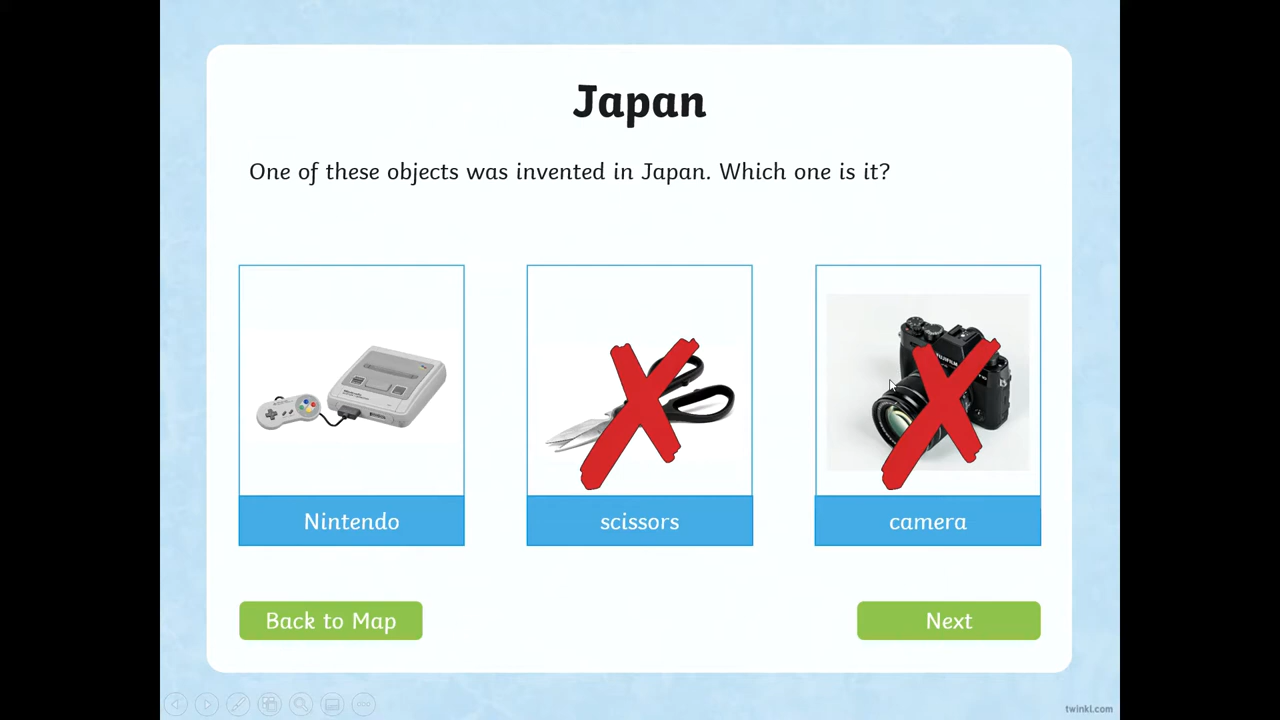 Japan
One of these objects was invented in Japan. Which one is it?
Nintendo
scissors
camera
Back to Map
Next
twinkl.com